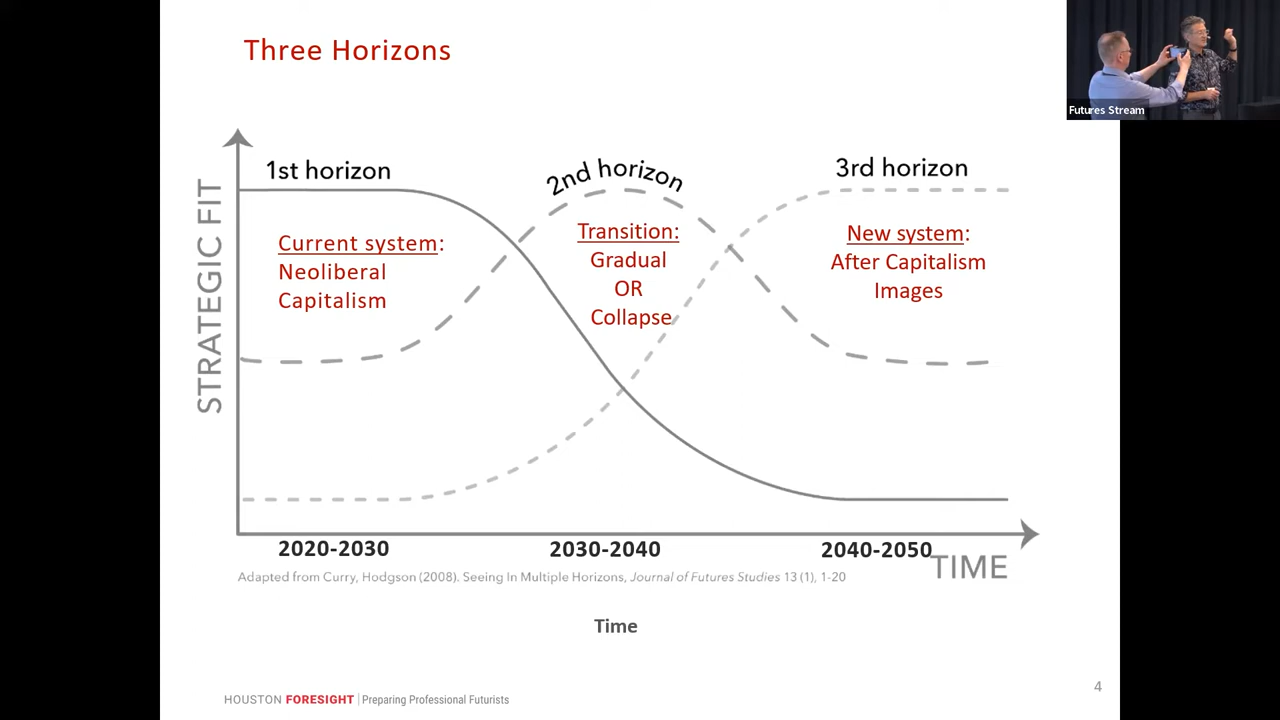 Three Horizons
Futures Stream
1st horizon
2nd horizon
3rd horizon
STRATEGIC FIT
Current system:
Neoliberal
Capitalism
Transition:
Gradual
OR
Collapse
New system:
After Capitalism
Images
2020-2030
2030-2040
2040-2050
TIME
Adapted from Curry, Hodgson (2008). Seeing In Multiple Horizons, Journal of Futures Studies 13 (1), 1-20
Time
HOUSTON FORESIGHT | Preparing Professional Futurists
4